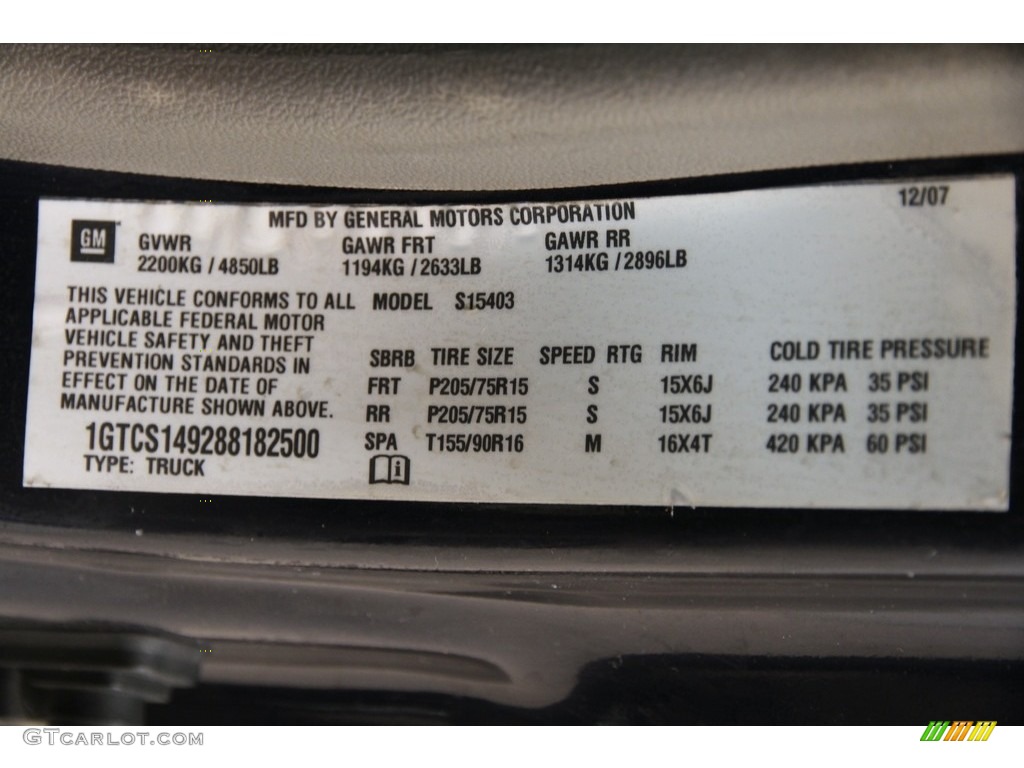 12/07
MFD BY GENERAL MOTORS CORPORATION
GM
GVWR GAWR FRT GAWR RR
2200KG / 4850LB 1194KG / 2633LB 1314KG / 2896LB
THIS VEHICLE CONFORMS TO ALL
APPLICABLE FEDERAL MOTOR
VEHICLE SAFETY AND THEFT
PREVENTION STANDARDS IN
EFFECT ON THE DATE OF
MANUFACTURE SHOWN ABOVE.
1GTCS149288182500
TYPE: TRUCK
MODEL S15403
SBRB TIRE SIZE SPEED RTG RIM COLD TIRE PRESSURE
FRT P205/75R15 S 15X6J 240 KPA 35 PSI
RR P205/75R15 S 15X6J 240 KPA 35 PSI
SPA T155/90R16 M 16X4T 420 KPA 60 PSI
i
GTCARLOT.COM